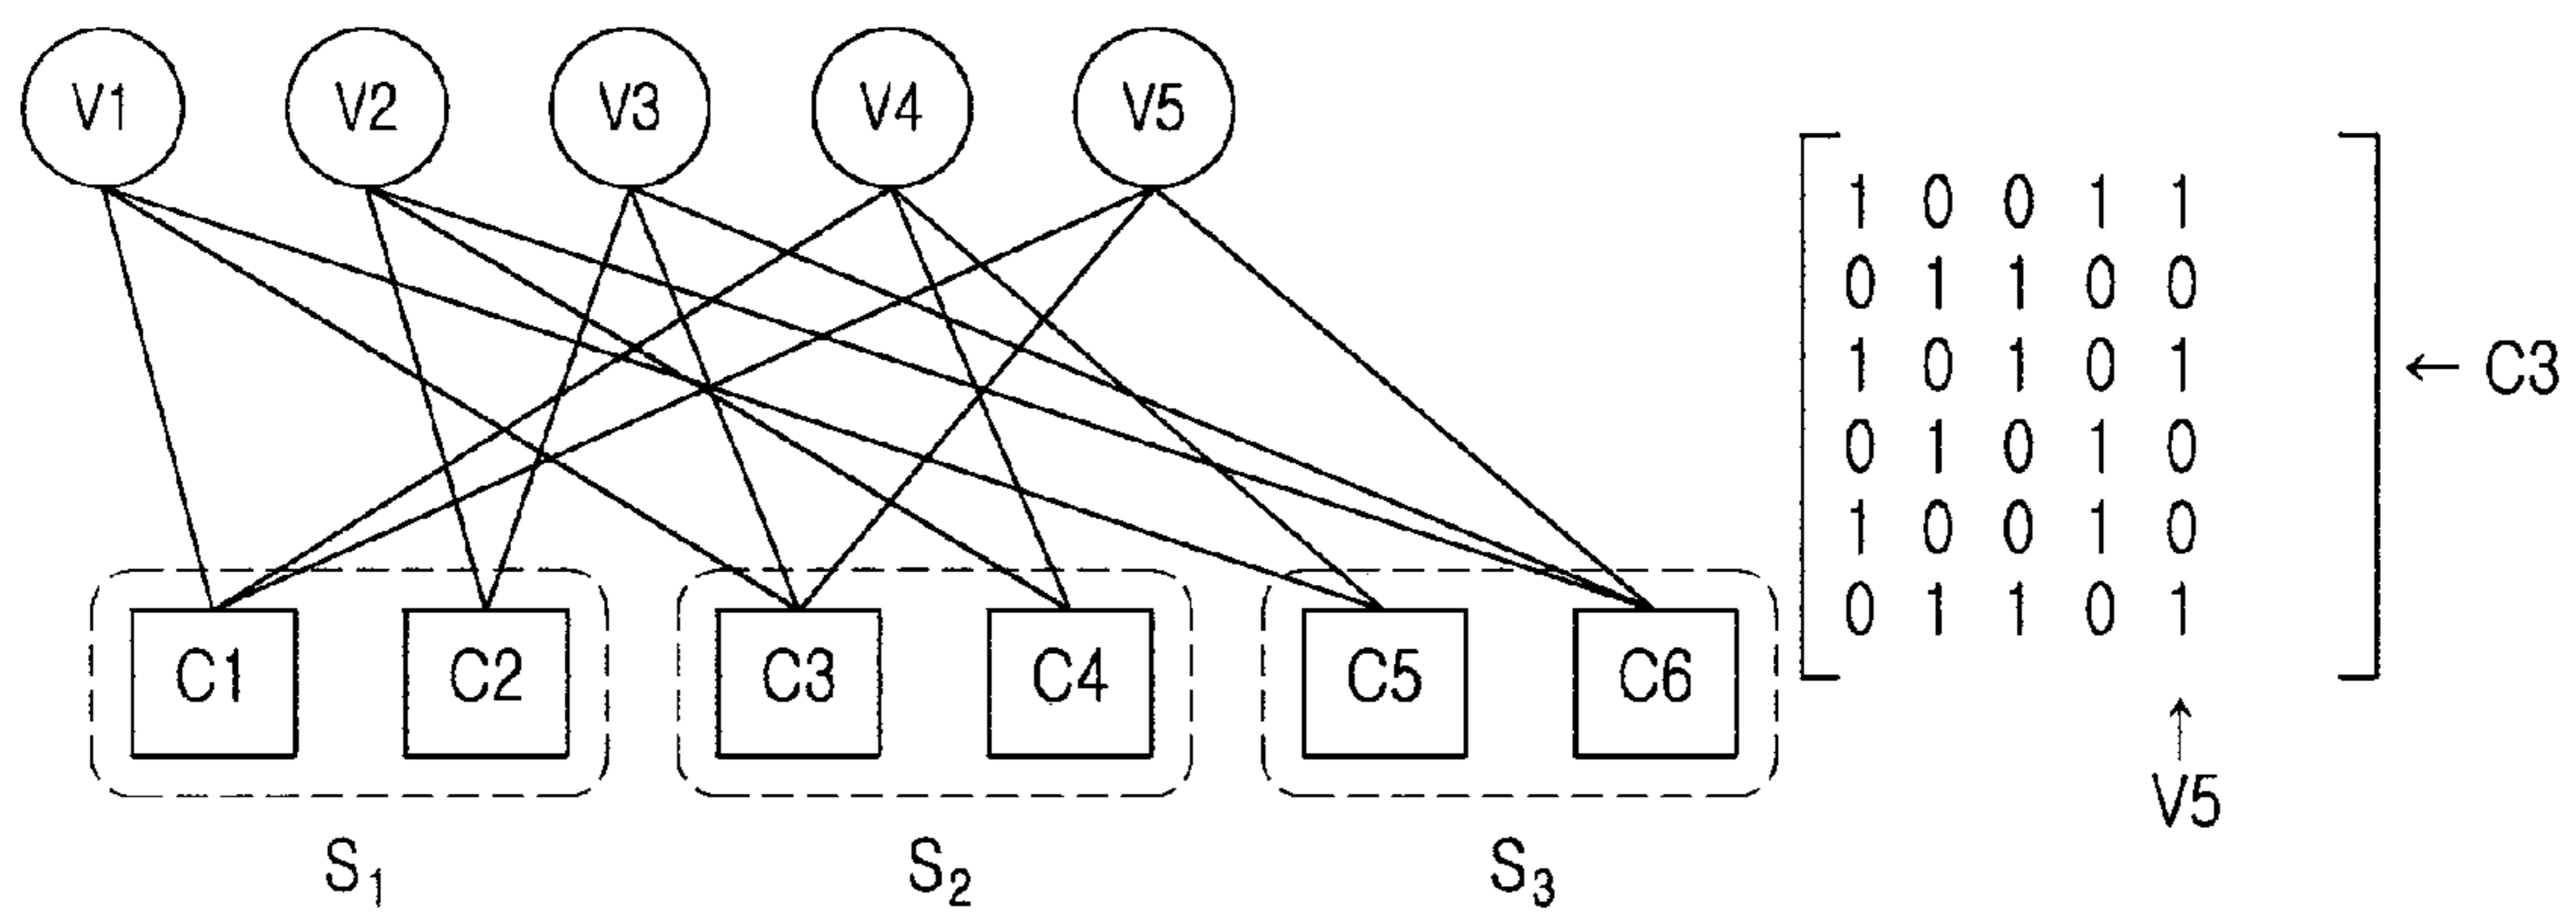 V1 V2 V3 V4 V5
1 0 0 1 1
0 1 1 0 0
1 0 1 0 1 ← C3
0 1 0 1 0
1 0 0 1 0
0 1 1 0 1
C1 C2 C3 C4 C5 C6
↑
V5
S₁ S₂ S₃